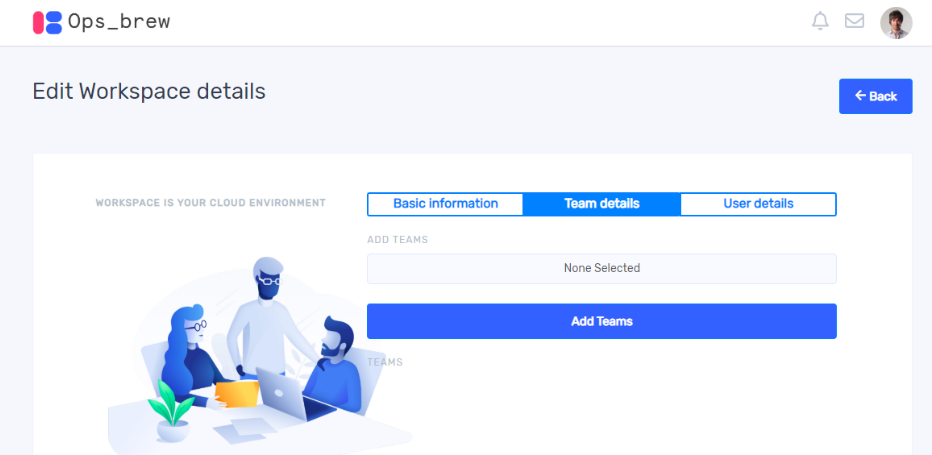 Ops_brew
Edit Workspace details
Back
WORKSPACE IS YOUR CLOUD ENVIRONMENT
Basic information Team details User details
ADD TEAMS
None Selected
Add Teams
TEAMS